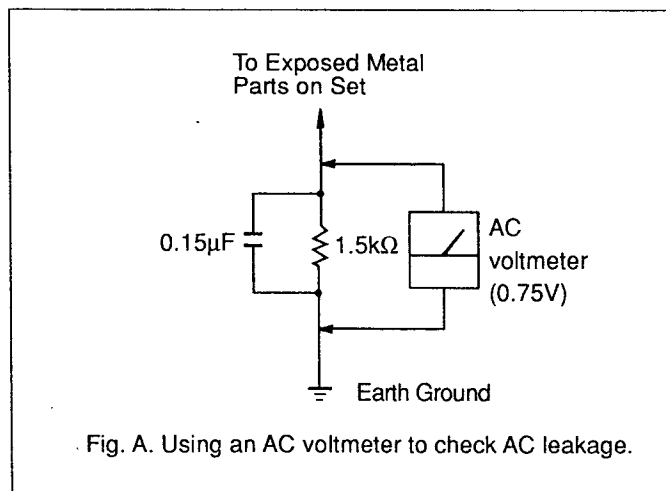 To Exposed Metal
Parts on Set
0.15µF
1.5kΩ
AC
voltmeter
(0.75V)
Earth Ground
Fig. A. Using an AC voltmeter to check AC leakage.